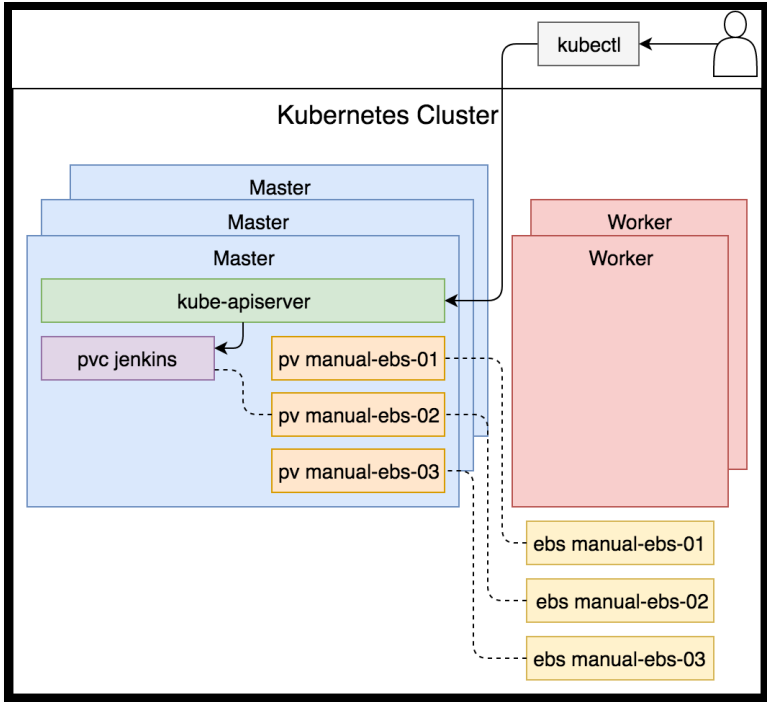 kubectl
Kubernetes Cluster
Master
Master
Master
kube-apiserver
pvc jenkins
pv manual-ebs-01
pv manual-ebs-02
pv manual-ebs-03
Worker
Worker
ebs manual-ebs-01
ebs manual-ebs-02
ebs manual-ebs-03